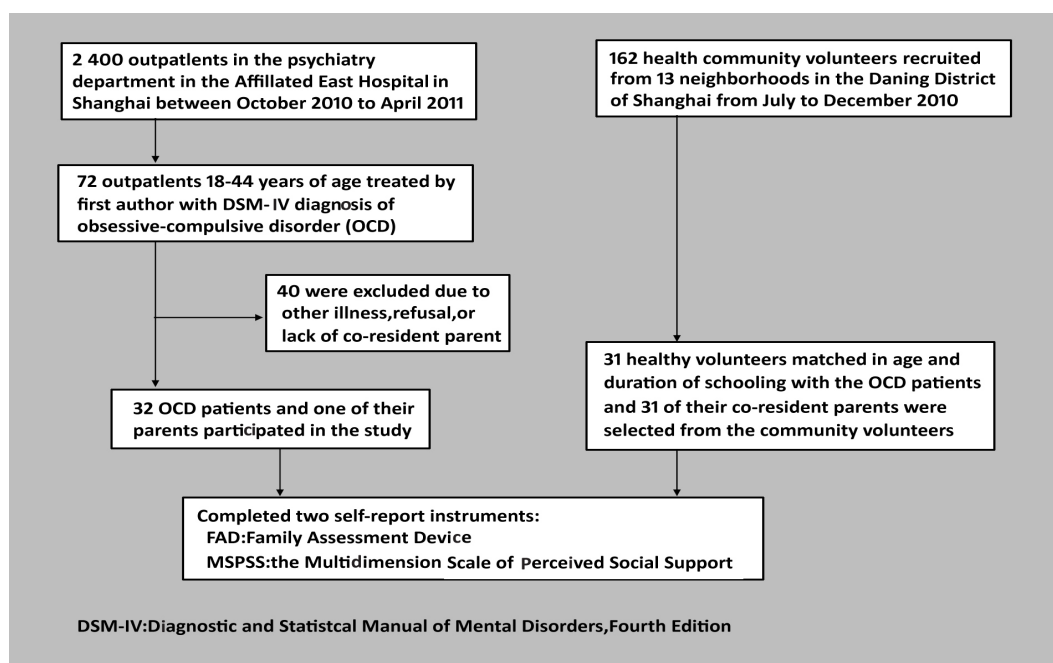 2 400 outpatients in the psychiatry
department in the Affillated East Hospital in
Shanghai between October 2010 to April 2011
162 health community volunteers recruited
from 13 neighborhoods in the Daning District
of Shanghai from July to December 2010
72 outpatlents 18-44 years of age treated by
first author with DSM-IV diagnosis of
obsessive-compulsive disorder (OCD)
40 were excluded due to
other illness,refusal,or
lack of co-resident parent
31 healthy volunteers matched in age and
duration of schooling with the OCD patients
and 31 of their co-resident parents were
selected from the community volunteers
32 OCD patients and one of their
parents participated in the study
Completed two self-report instruments:
FAD:Family Assessment Device
MSPSS:the Multidimension Scale of Perceived Social Support
DSM-IV:Diagnostic and Statistcal Manual of Mental Disorders,Fourth Edition